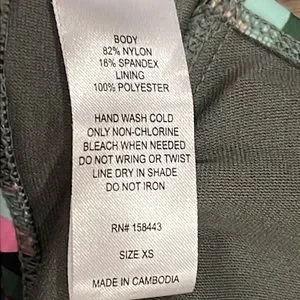 BODY
82% NYLON
18% SPANDEX
LINING
100% POLYESTER
HAND WASH COLD
ONLY NON-CHLORINE
BLEACH WHEN NEEDED
DO NOT WRING OR TWIST
LINE DRY IN SHADE
DO NOT IRON
RN# 158443
SIZE XS
MADE IN CAMBODIA